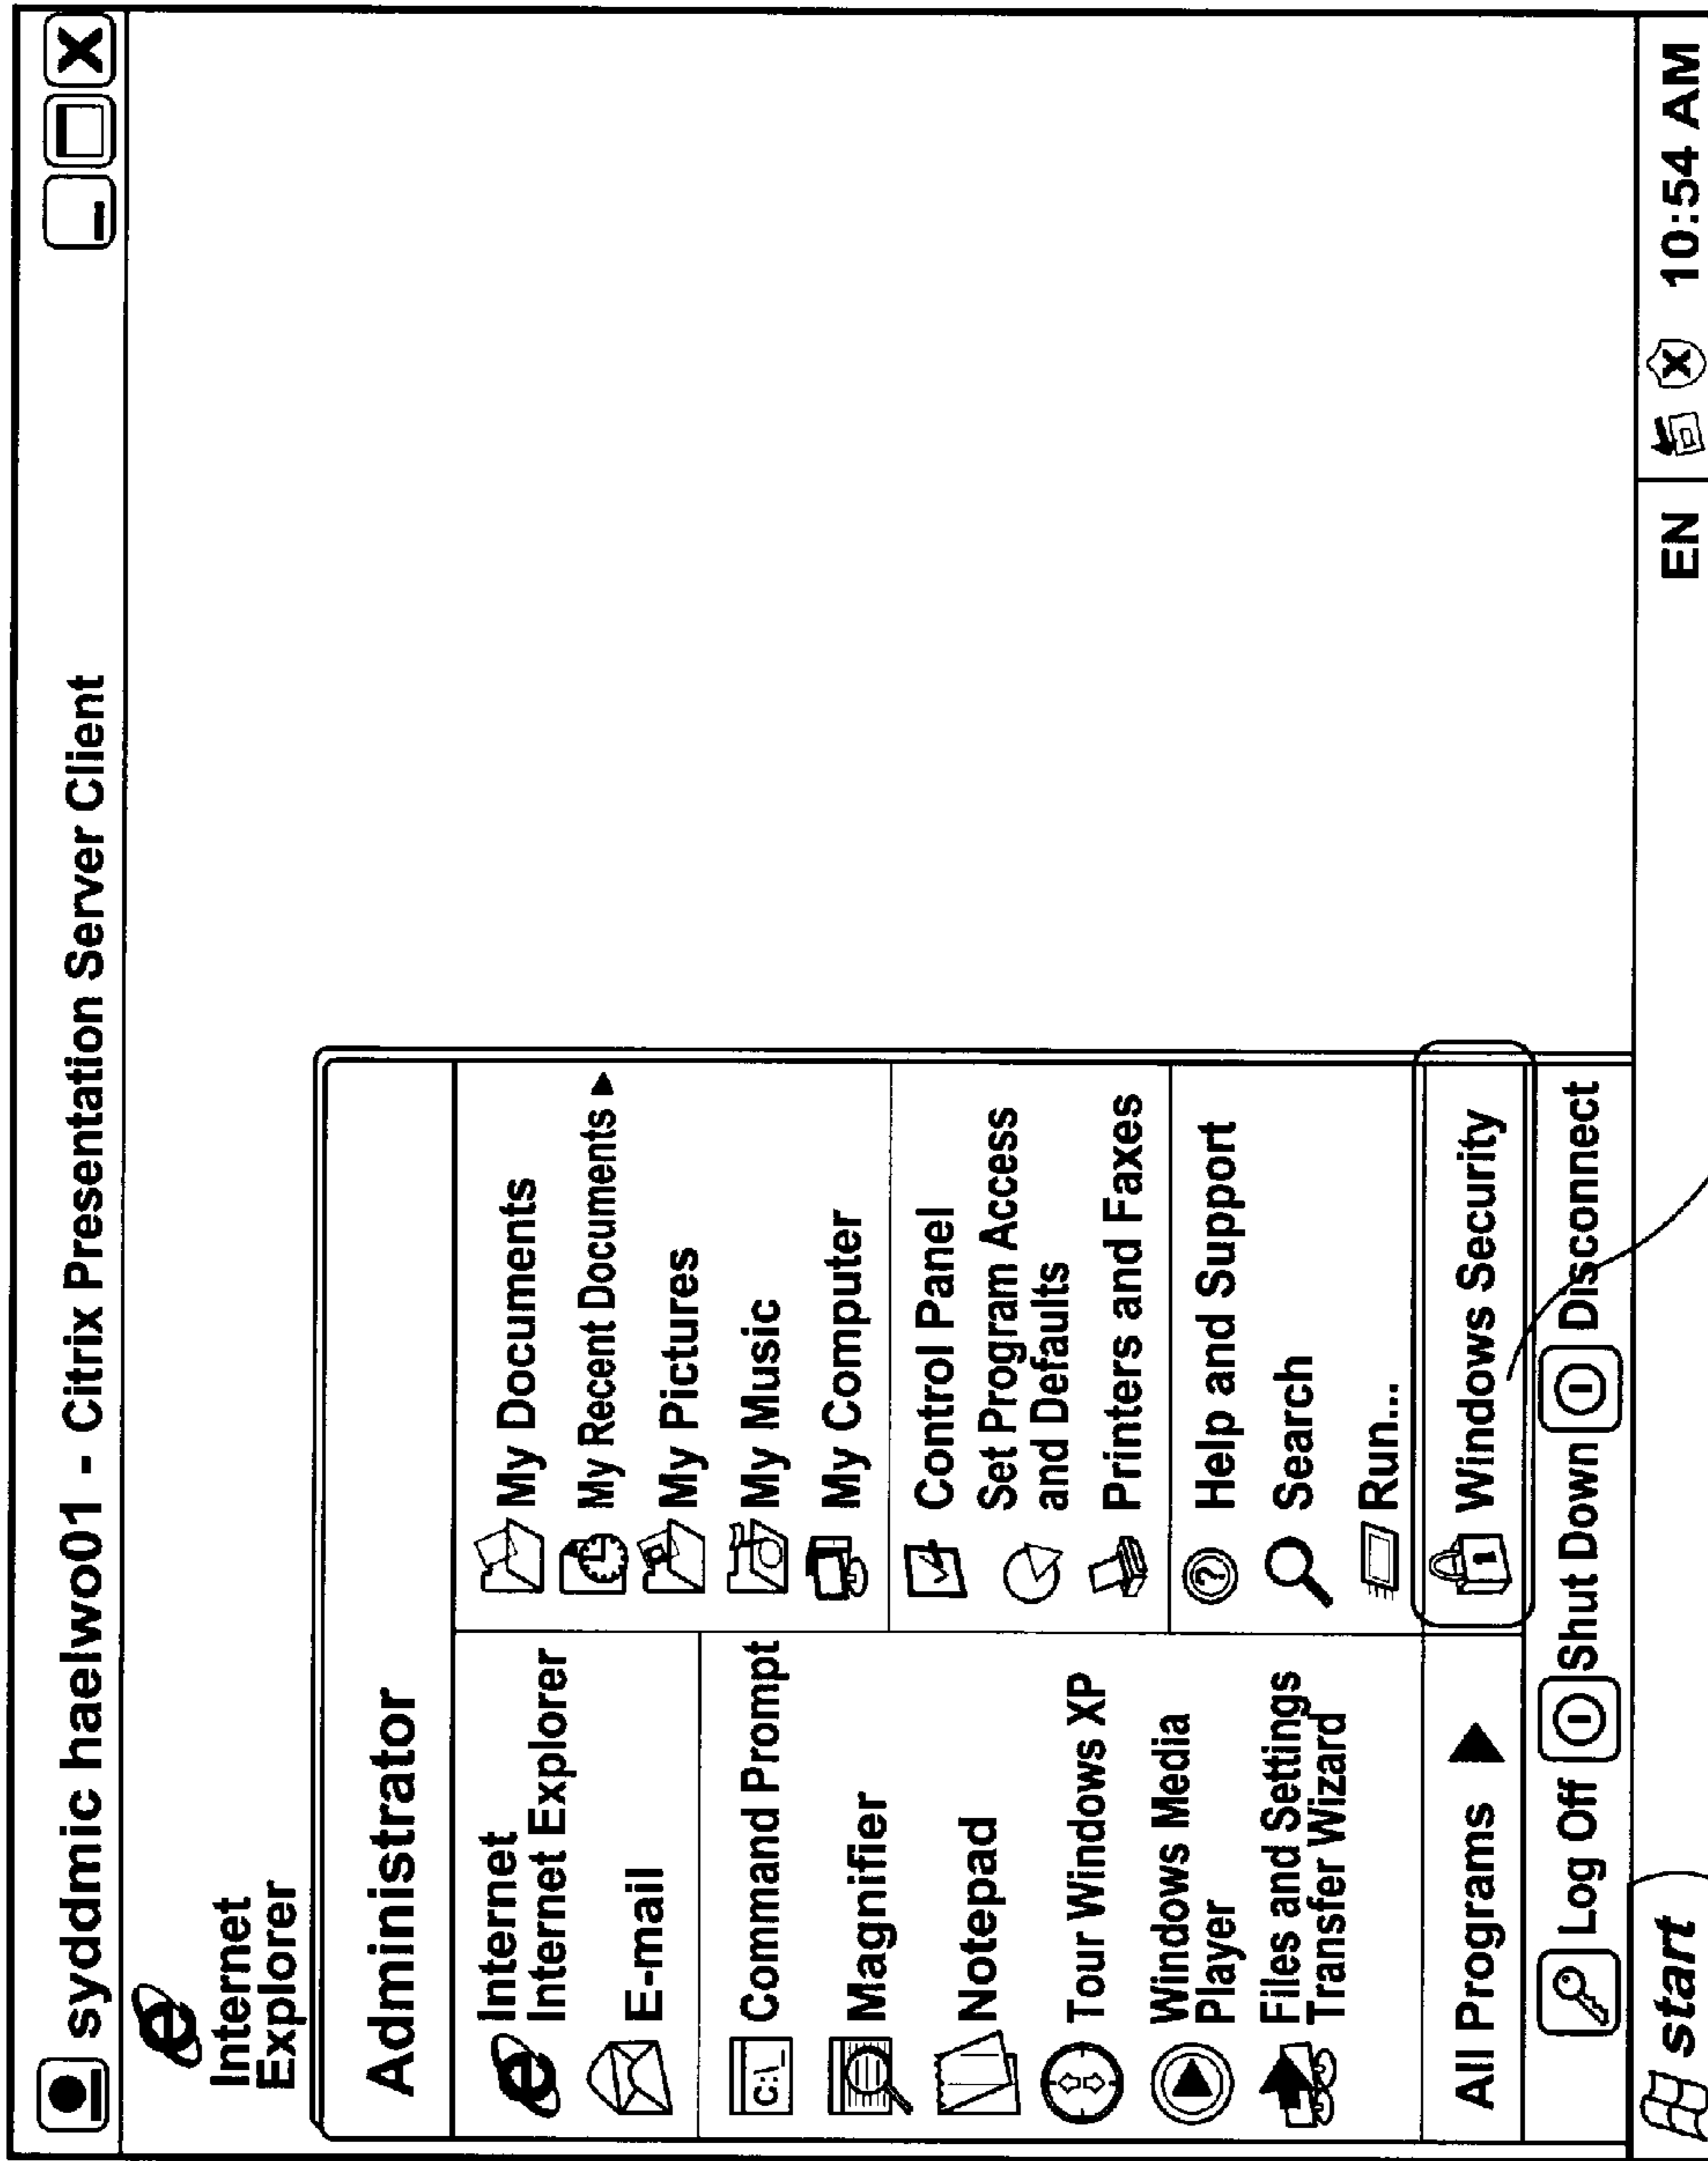 syddmic haelwo01 - Citrix Presentation Server Client
Internet
Explorer
Administrator
Internet
Internet Explorer
E-mail
C:\_ Command Prompt
Magnifier
Notepad
Tour Windows XP
Windows Media
Player
Files and Settings
Transfer Wizard
All Programs
My Documents
My Recent Documents
My Pictures
My Music
My Computer
Control Panel
Set Program Access
and Defaults
Printers and Faxes
Help and Support
Search
Run...
Windows Security
Log Off Shut Down Disconnect
start EN 10:54 AM